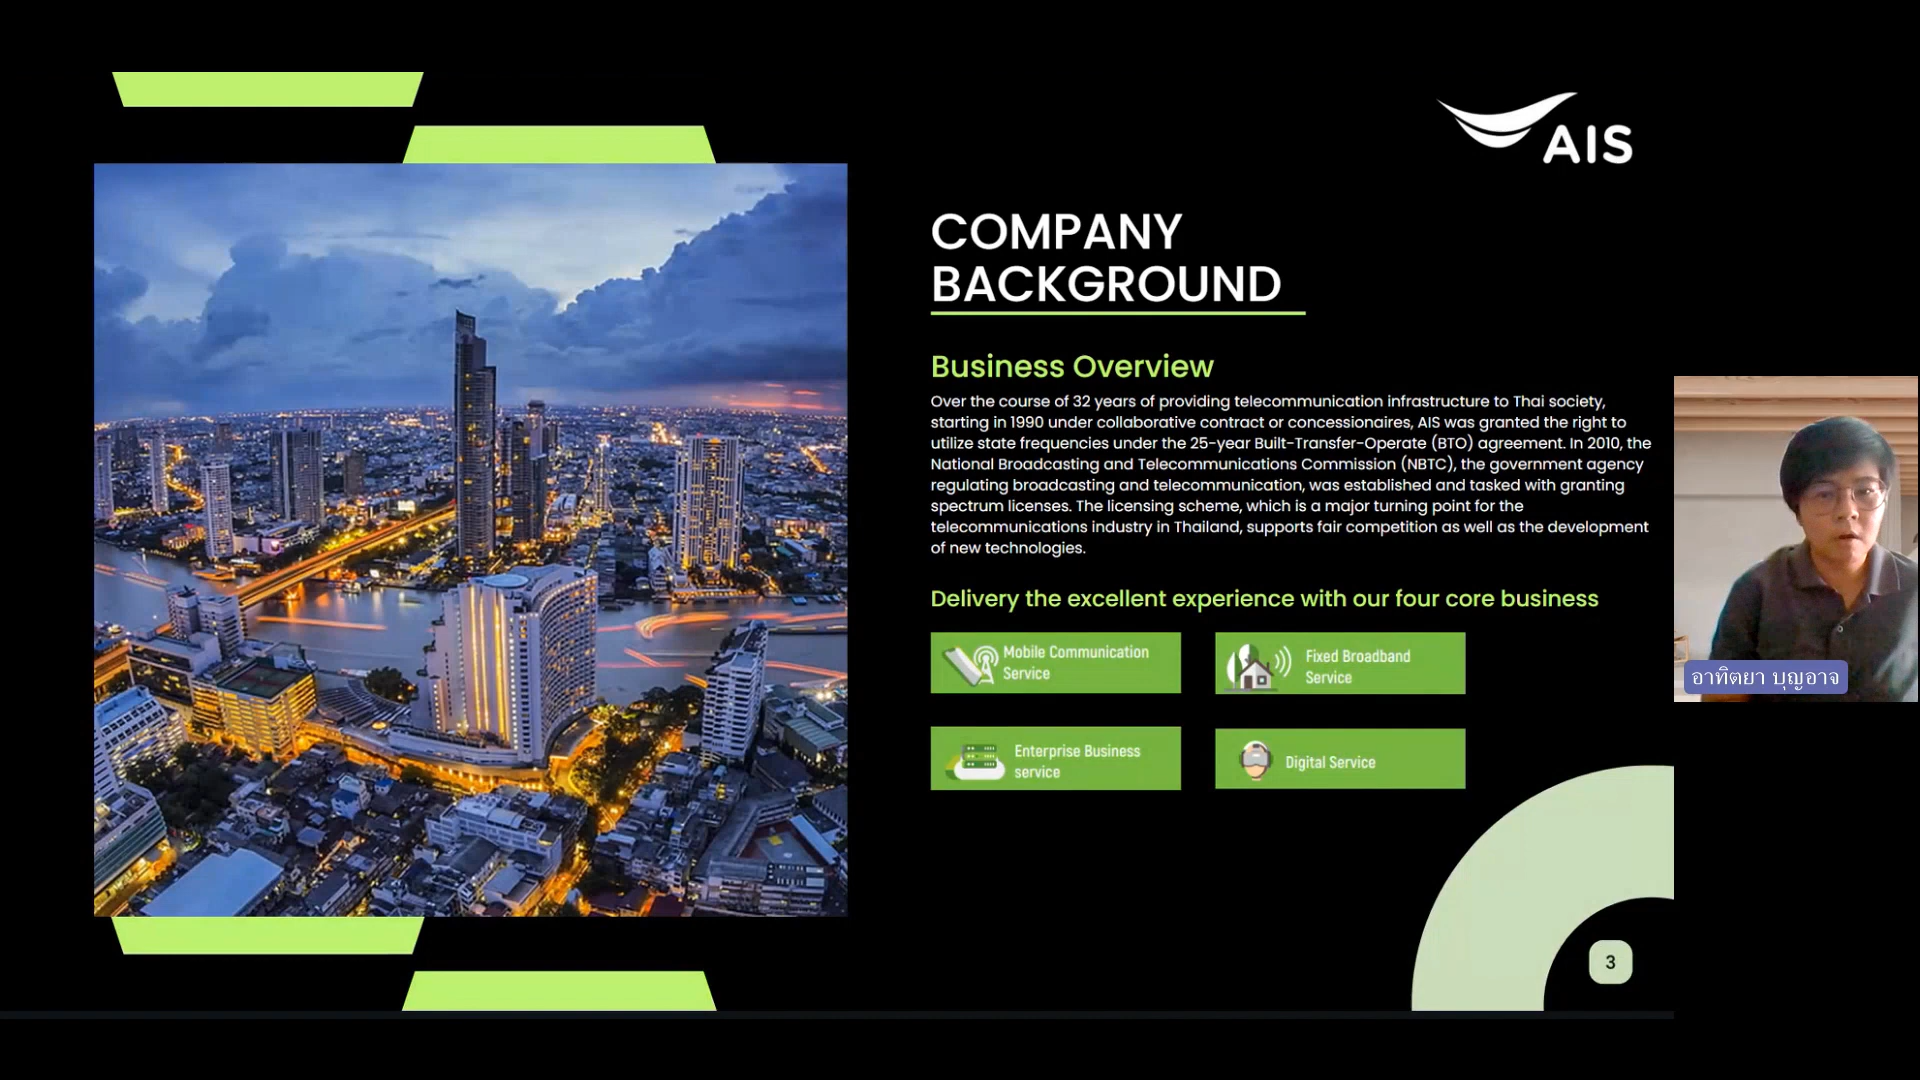 AIS
COMPANY
BACKGROUND
Business Overview
Over the course of 32 years of providing telecommunication infrastructure to Thai society,
starting in 1990 under collaborative contract or concessionaires, AIS was granted the right to
utilize state frequencies under the 25-year Built-Transfer-Operate (BTO) agreement. In 2010, the
National Broadcasting and Telecommunications Commission (NBTC), the government agency
regulating broadcasting and telecommunication, was established and tasked with granting
spectrum licenses. The licensing scheme, which is a major turning point for the
telecommunications industry in Thailand, supports fair competition as well as the development
of new technologies.
Delivery the excellent experience with our four core business
Mobile Communication
Service
Fixed Broadband
Service
Enterprise Business
service
Digital Service
อาทิตยา บุญอาจ
3